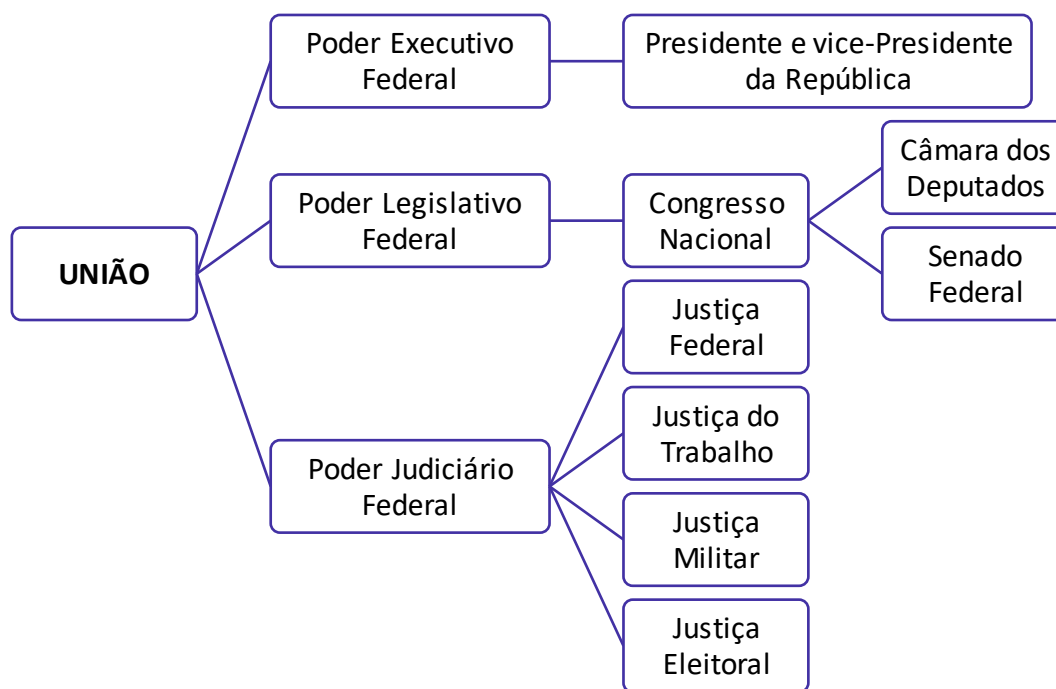 UNIÃO
Poder Executivo
Federal
Presidente e vice-Presidente
da República
Poder Legislativo
Federal
Congresso
Nacional
Câmara dos
Deputados
Senado
Federal
Poder Judiciário
Federal
Justiça
Federal
Justiça do
Trabalho
Justiça
Militar
Justiça
Eleitoral